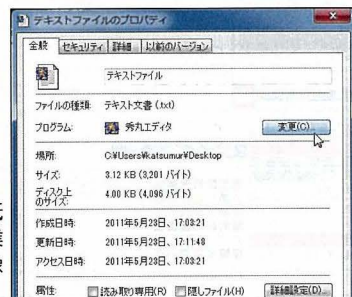 テキストファイルのプロパティ
全般 セキュリティ 詳細 以前のバージョン
テキストファイル
ファイルの種類: テキスト文書 (.txt)
プログラム: 秀丸エディタ 変更(C)...
場所: C:¥Users¥katsumur¥Desktop
サイズ: 3.12 KB (3,201 バイト)
ディスク上
のサイズ: 4.00 KB (4,096 バイト)
作成日時: 2011年5月23日、17:03:21
更新日時: 2011年5月23日、17:11:48
アクセス日時: 2011年5月23日、17:03:21
属性: 読み取り専用(R) 隠しファイル(H) 詳細設定(D)...